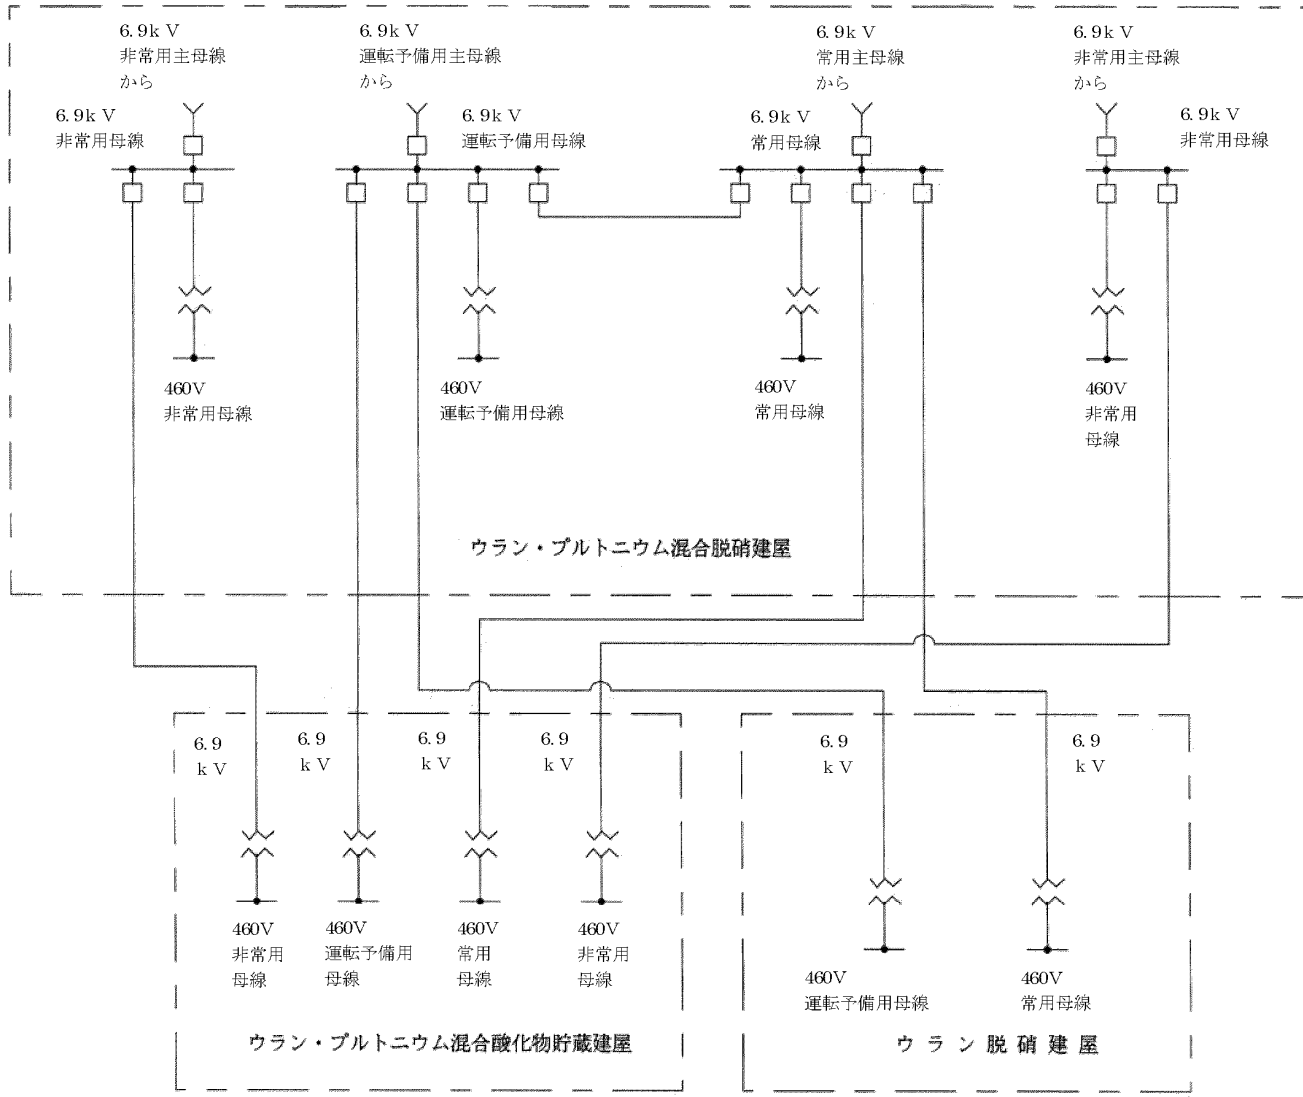 6.9kV
非常用主母線
から
6.9kV
運転予備用主母線
から
6.9kV
常用主母線
から
6.9kV
非常用主母線
から
6.9kV
非常用母線
6.9kV
運転予備用母線
6.9kV
常用母線
6.9kV
非常用母線
460V
非常用母線
460V
運転予備用母線
460V
常用母線
460V
非常用
母線
ウラン・プルトニウム混合脱硝建屋
6.9
kV
6.9
kV
6.9
kV
6.9
kV
6.9
kV
6.9
kV
460V
非常用
母線
460V
運転予備用
母線
460V
常用
母線
460V
非常用
母線
460V
運転予備用母線
460V
常用母線
ウラン・プルトニウム混合酸化物貯蔵建屋
ウラン脱硝建屋